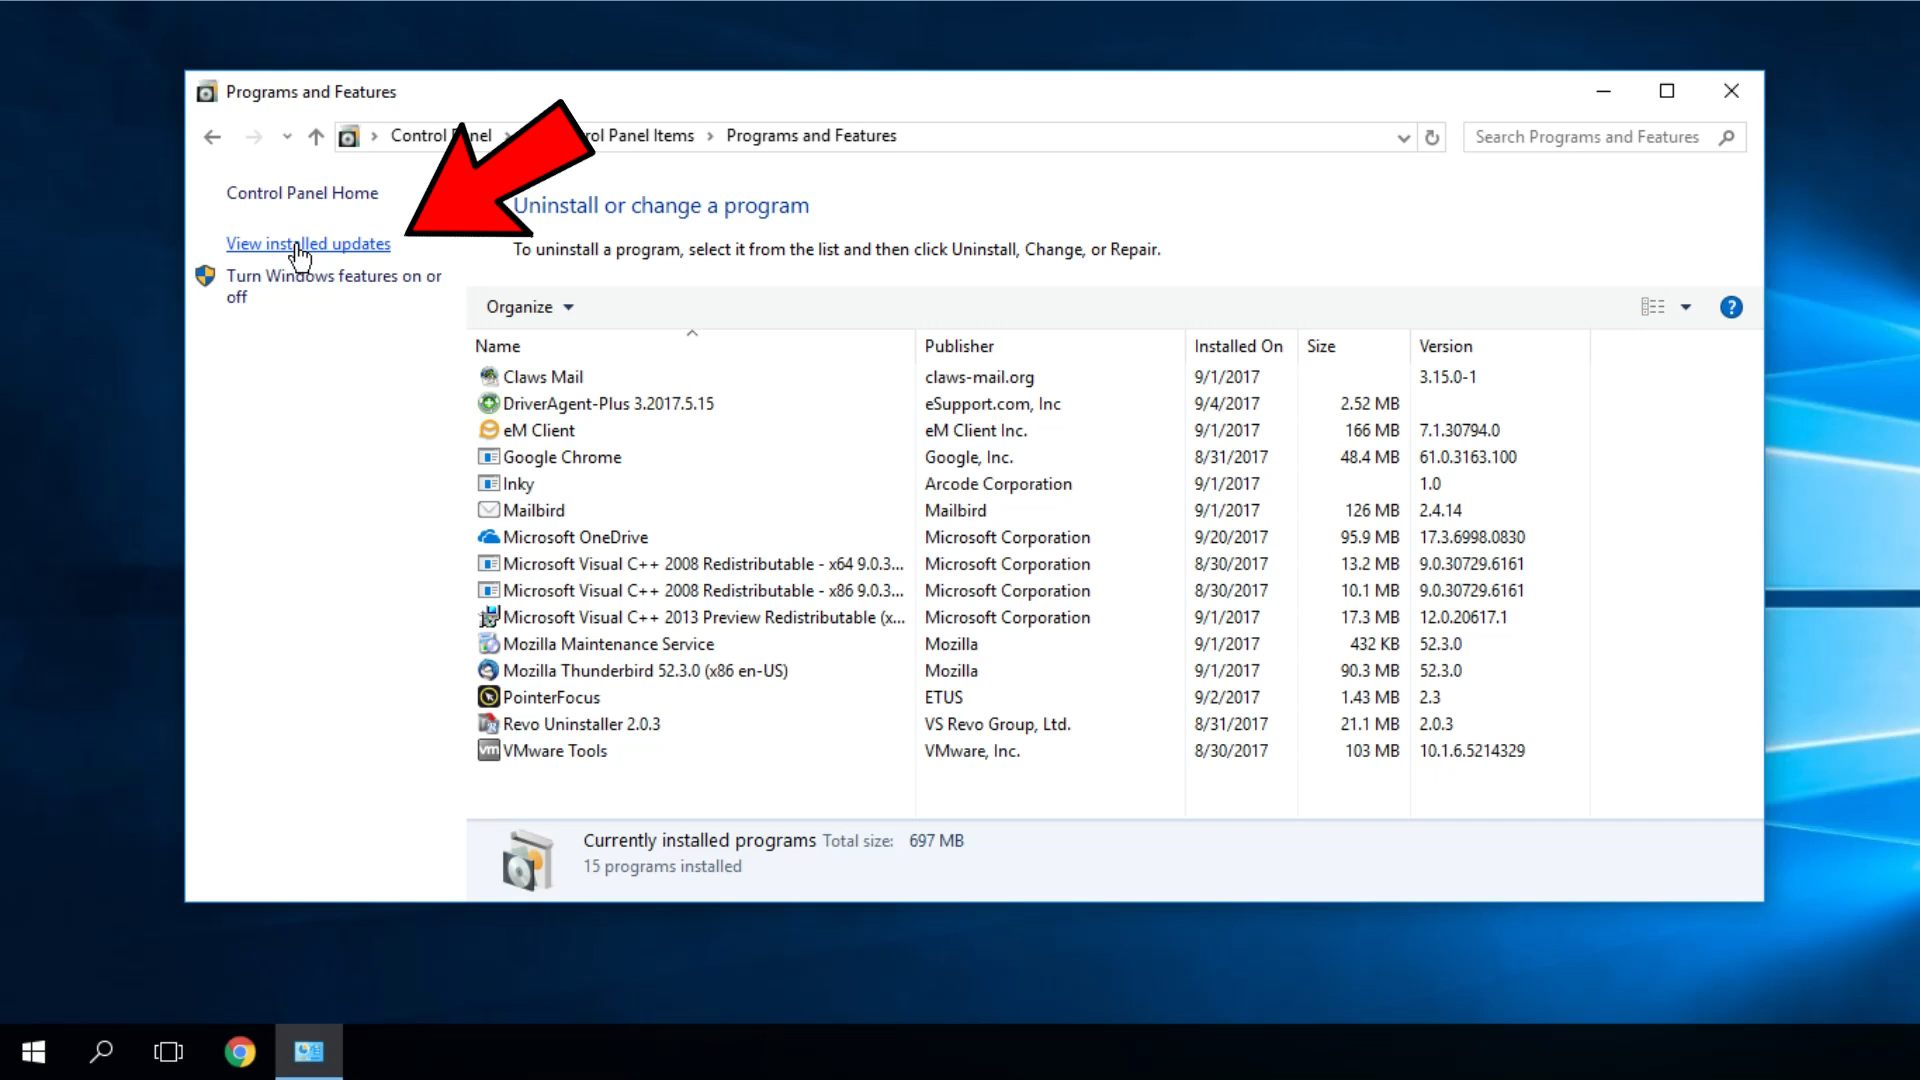 Programs and Features
Control Panel Items > Programs and Features
Search Programs and Features
Control Panel Home
Uninstall or change a program
View installed updates
To uninstall a program, select it from the list and then click Uninstall, Change, or Repair.
Turn Windows features on or
off
Organize
?
Name Publisher Installed On Size Version
Claws Mail claws-mail.org 9/1/2017 3.15.0-1
DriverAgent-Plus 3.2017.5.15 eSupport.com, Inc 9/4/2017 2.52 MB
eM Client eM Client Inc. 9/1/2017 166 MB 7.1.30794.0
Google Chrome Google, Inc. 8/31/2017 48.4 MB 61.0.3163.100
Inky Arcode Corporation 9/1/2017 1.0
Mailbird Mailbird 9/1/2017 126 MB 2.4.14
Microsoft OneDrive Microsoft Corporation 9/20/2017 95.9 MB 17.3.6998.0830
Microsoft Visual C++ 2008 Redistributable - x64 9.0.3... Microsoft Corporation 8/30/2017 13.2 MB 9.0.30729.6161
Microsoft Visual C++ 2008 Redistributable - x86 9.0.3... Microsoft Corporation 8/30/2017 10.1 MB 9.0.30729.6161
Microsoft Visual C++ 2013 Preview Redistributable (x... Microsoft Corporation 9/1/2017 17.3 MB 12.0.20617.1
Mozilla Maintenance Service Mozilla 9/1/2017 432 KB 52.3.0
Mozilla Thunderbird 52.3.0 (x86 en-US) Mozilla 9/1/2017 90.3 MB 52.3.0
PointerFocus ETUS 9/2/2017 1.43 MB 2.3
Revo Uninstaller 2.0.3 VS Revo Group, Ltd. 8/31/2017 21.1 MB 2.0.3
vm VMware Tools VMware, Inc. 8/30/2017 103 MB 10.1.6.5214329
Currently installed programs Total size: 697 MB
15 programs installed